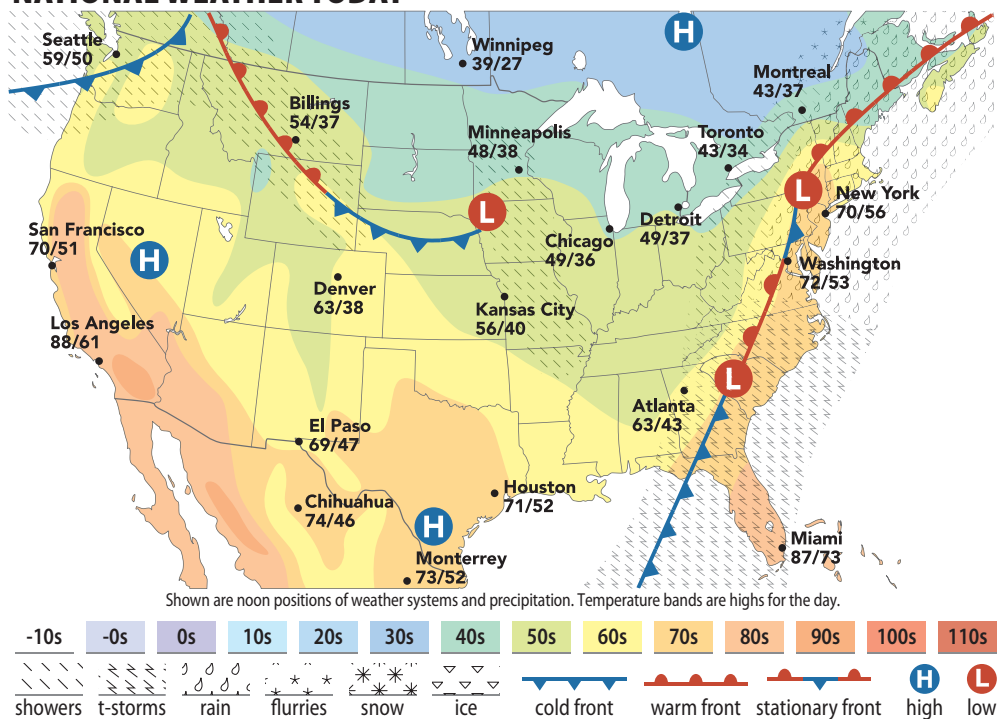 NATIONAL WEATHER TODAY
Seattle
59/50
Winnipeg
39/27
H
Montreal
43/37
Billings
54/37
Minneapolis
48/38
Toronto
43/34
L
L
New York
70/56
San Francisco
70/51
H
Chicago
49/36
Detroit
49/37
Washington
72/53
Denver
63/38
Kansas City
56/40
Los Angeles
88/61
L
Atlanta
63/43
El Paso
69/47
Chihuahua
74/46
Houston
71/52
H
Monterrey
73/52
Miami
87/73
Shown are noon positions of weather systems and precipitation. Temperature bands are highs for the day.
-10s -0s 0s 10s 20s 30s 40s 50s 60s 70s 80s 90s 100s 110s
H L
showers t-storms rain flurries snow ice cold front warm front stationary front high low